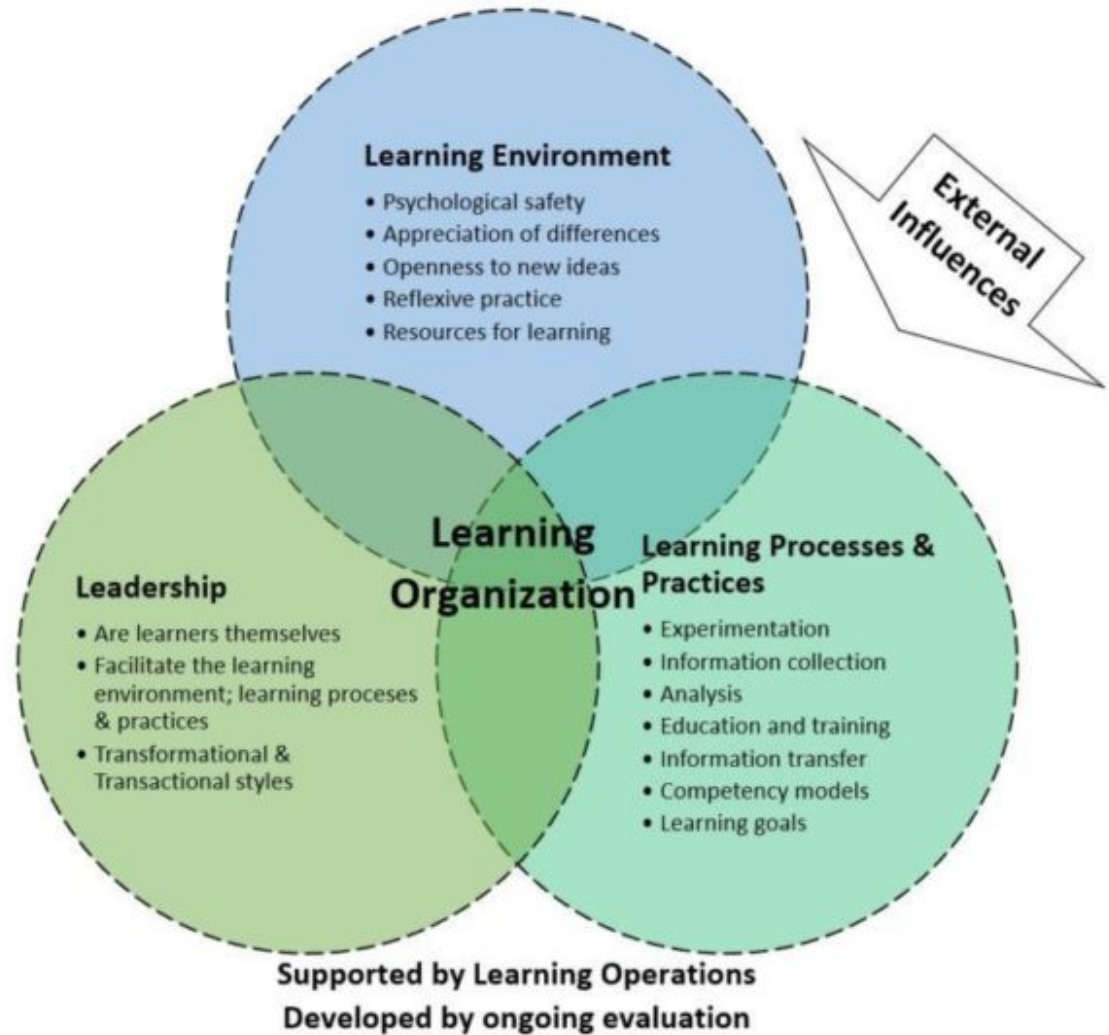 Learning Environment
• Psychological safety
• Appreciation of differences
• Openness to new ideas
• Reflexive practice
• Resources for learning
External
Influences
Learning
Organization
Leadership
• Are learners themselves
• Facilitate the learning
environment; learning proceses
& practices
• Transformational &
Transactional styles
Learning Processes &
Practices
• Experimentation
• Information collection
• Analysis
• Education and training
• Information transfer
• Competency models
• Learning goals
Supported by Learning Operations
Developed by ongoing evaluation